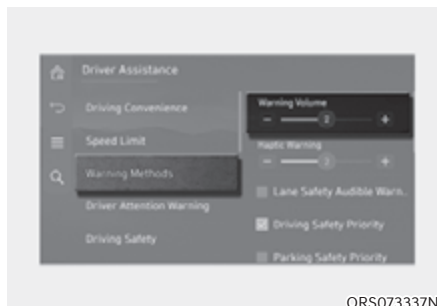 Driver Assistance
Driving Convenience
Speed Limit
Warning Methods
Driver Attention Warning
Driving Safety
Warning Volume
− 2 +
Haptic Warning
− 2 +
Lane Safety Audible Warn..
Driving Safety Priority
Parking Safety Priority
ORS073337N